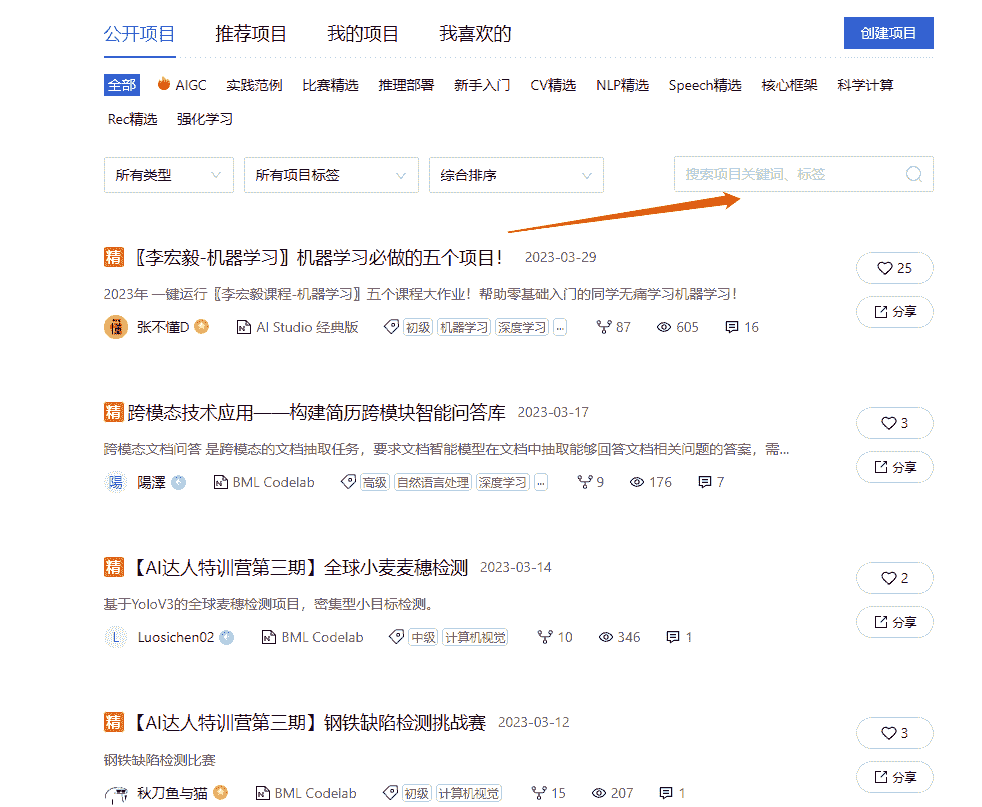 公开项目 推荐项目 我的项目 我喜欢的 创建项目
全部 AIGC 实践范例 比赛精选 推理部署 新手入门 CV精选 NLP精选 Speech精选 核心框架 科学计算
Rec精选 强化学习
所有类型 所有项目标签 综合排序 搜索项目关键词、标签
精 〖李宏毅-机器学习〗机器学习必做的五个项目! 2023-03-29 25
2023年 一键运行〖李宏毅课程-机器学习〗五个课程大作业!帮助零基础入门的同学无痛学习机器学习! 分享
懂 张不懂D AI Studio 经典版 初级 机器学习 深度学习 ... 87 605 16
精 跨模态技术应用——构建简历跨模块智能问答库 2023-03-17 3
跨模态文档问答 是跨模态的文档抽取任务,要求文档智能模型在文档中抽取能够回答文档相关问题的答案,需... 分享
陽 陽澤 BML Codelab 高级 自然语言处理 深度学习 ... 9 176 7
精 【AI达人特训营第三期】全球小麦麦穗检测 2023-03-14 2
基于YoloV3的全球麦穗检测项目,密集型小目标检测。 分享
L Luosichen02 BML Codelab 中级 计算机视觉 10 346 1
精 【AI达人特训营第三期】钢铁缺陷检测挑战赛 2023-03-12 3
钢铁缺陷检测比赛 分享
秋刀鱼与猫 BML Codelab 初级 计算机视觉 15 207 1